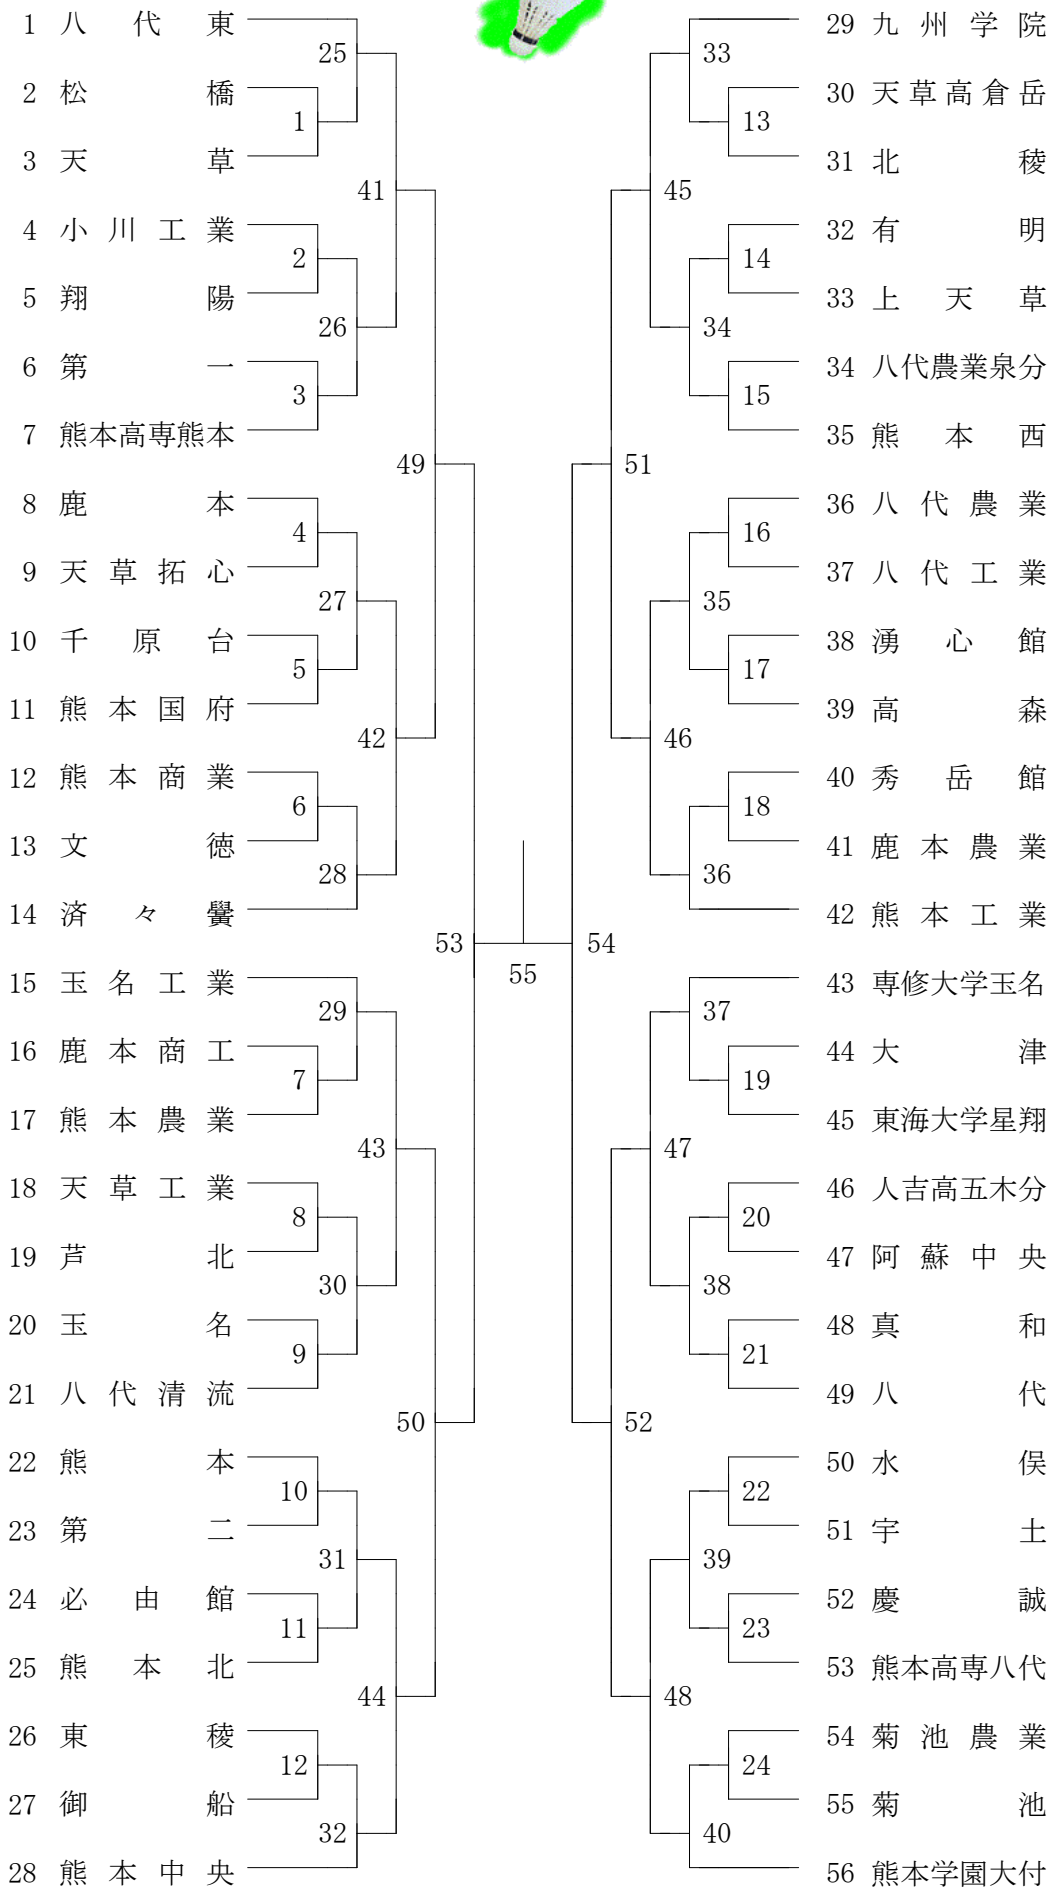 1 八代東
2 松橋
3 天草
4 小川工業
5 翔陽
6 第一
7 熊本高専熊本
8 鹿本
9 天草拓心
10 千原台
11 熊本国府
12 熊本商業
13 文徳
14 済々黌
15 玉名工業
16 鹿本商工
17 熊本農業
18 天草工業
19 芦北
20 玉名
21 八代清流
22 熊本
23 第二
24 必由館
25 熊本北
26 東稜
27 御船
28 熊本中央
25
1
2
26
3
4
27
5
6
28
29
7
8
30
9
10
31
11
12
32
41
42
43
44
49
50
53
55
54
51
52
45
46
47
48
33
13
14
34
15
16
35
17
18
36
37
19
20
38
21
22
39
23
24
40
29 九州学院
30 天草高倉岳
31 北稜
32 有明
33 上天草
34 八代農業泉分
35 熊本西
36 八代農業
37 八代工業
38 湧心館
39 高森
40 秀岳館
41 鹿本農業
42 熊本工業
43 専修大学玉名
44 大津
45 東海大学星翔
46 人吉高五木分
47 阿蘇中央
48 真和
49 八代
50 水俣
51 宇土
52 慶誠
53 熊本高専八代
54 菊池農業
55 菊池
56 熊本学園大付